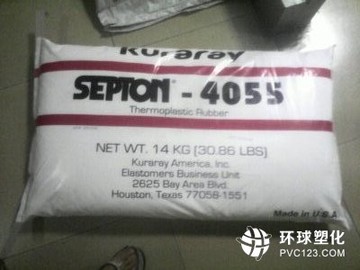 Kuraray
SEPTON® - 4055
Thermoplastic Rubber
NET WT. 14 KG (30.86 LBS)
Kuraray America, Inc.
Elastomers Business Unit
2625 Bay Area Blvd.
Houston, Texas 77058-1551
Made in U.S.A
环球塑化
PVC123.COM